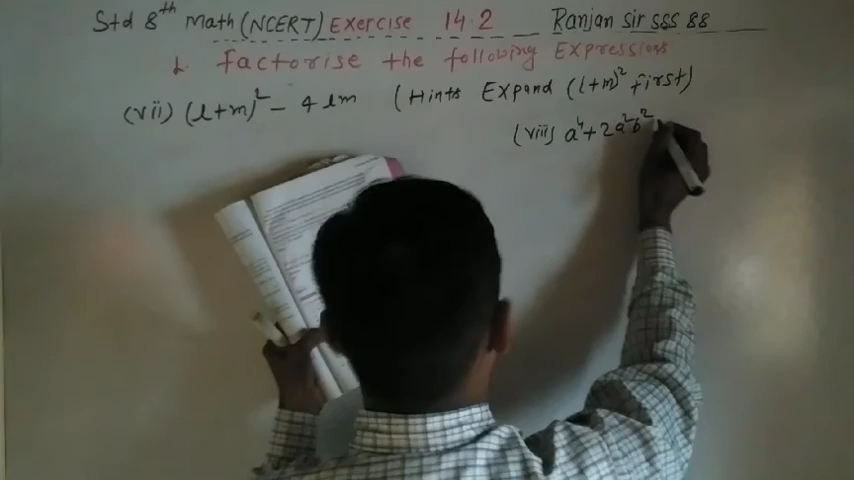 Std 8th Math (NCERT) Exercise 14.2 Ranjan sir sss 88
1. factorise the following Expressions
(vii) (l+m)² - 4lm (Hints Expand (l+m)² first)
(viii) a⁴+2a²b²